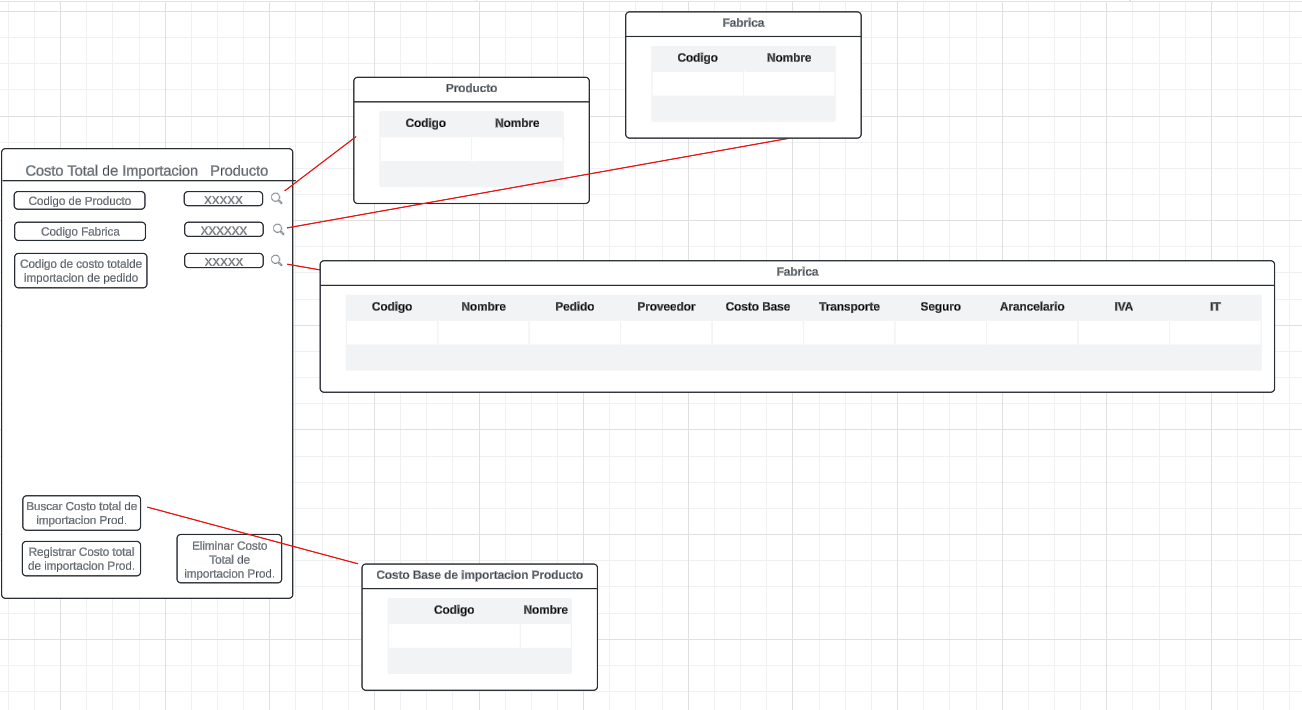 Fabrica
Codigo Nombre
Producto
Codigo Nombre
Costo Total de Importacion Producto
Codigo de Producto XXXXX
Codigo Fabrica XXXXXX
Codigo de costo totalde
importacion de pedido
XXXXX
Fabrica
Codigo Nombre Pedido Proveedor Costo Base Transporte Seguro Arancelario IVA IT
Buscar Costo total de
importacion Prod.
Registrar Costo total
de importacion Prod.
Eliminar Costo
Total de
importacion Prod.
Costo Base de importacion Producto
Codigo Nombre